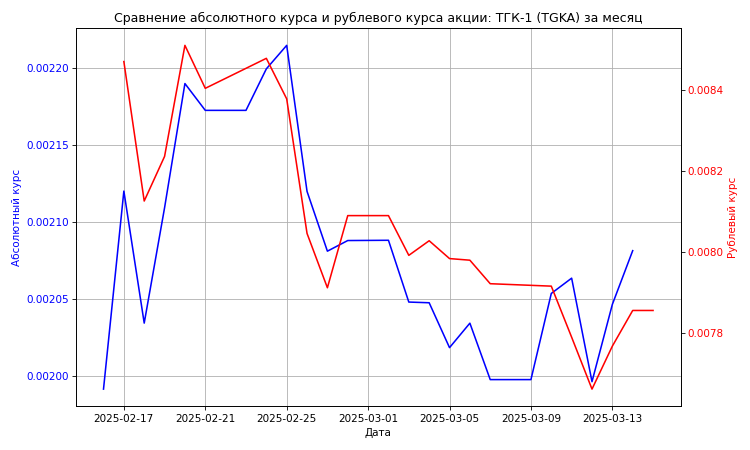 Сравнение абсолютного курса и рублевого курса акции: ТГК-1 (TGKA) за месяц
0.00220
0.00215
0.00210
0.00205
0.00200
Абсолютный курс
0.0084
0.0082
0.0080
0.0078
Рублевый курс
2025-02-17 2025-02-21 2025-02-25 2025-03-01 2025-03-05 2025-03-09 2025-03-13
Дата